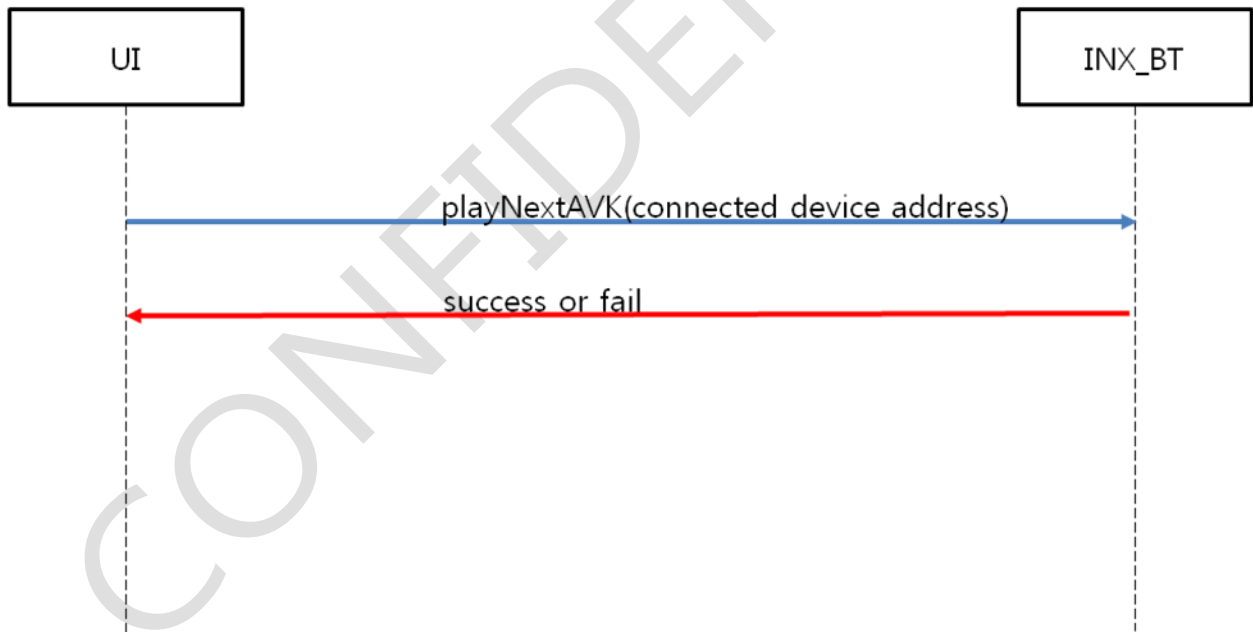 UI
INX_BT
playNextAVK(connected device address)
success or fail
CONFIDE